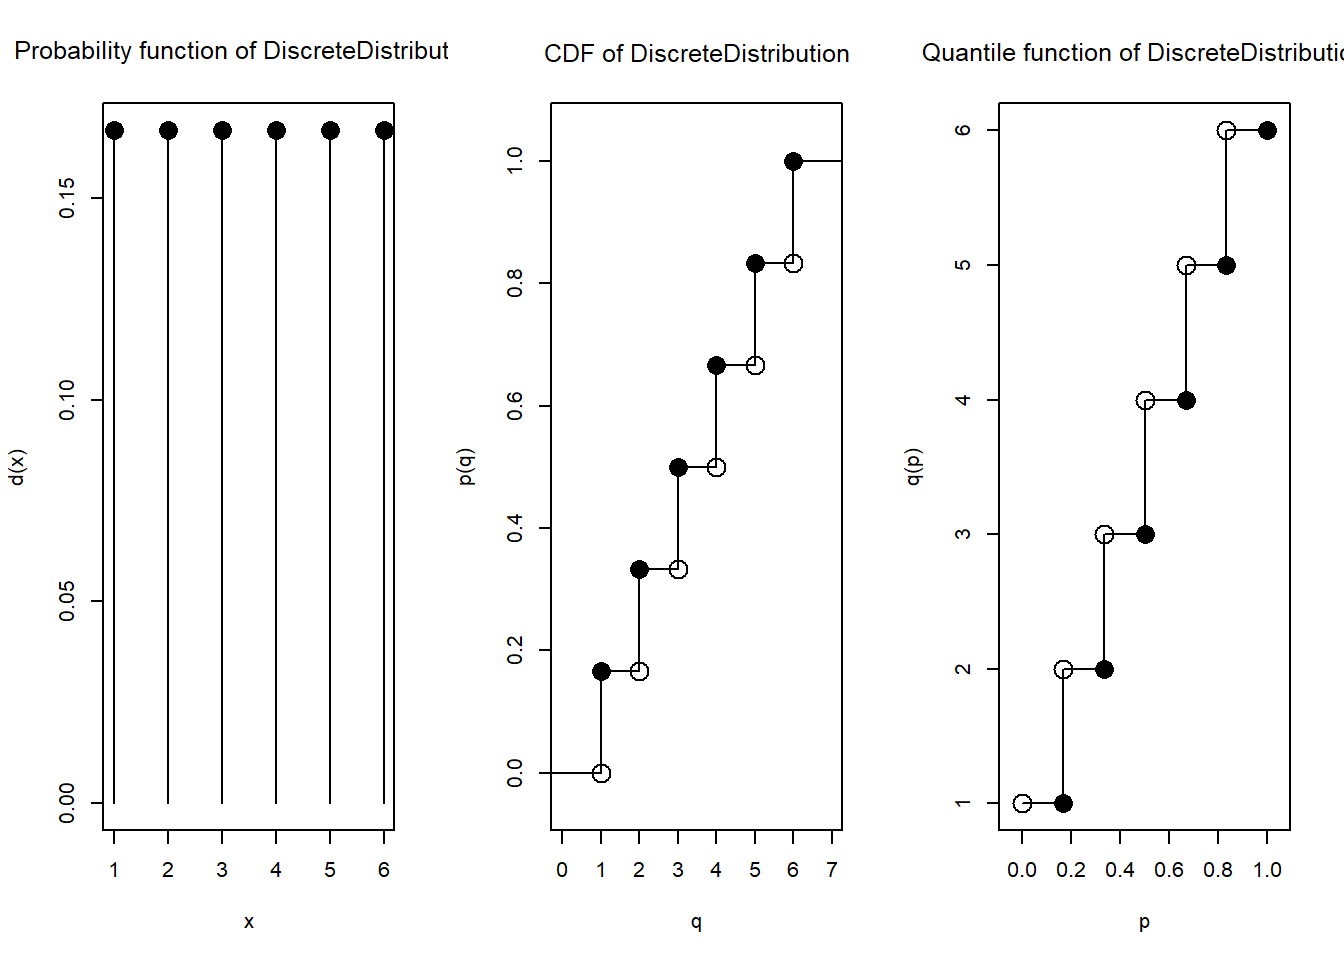 Probability function of DiscreteDistribut
d(x)
0.00
0.05
0.10
0.15
1 2 3 4 5 6
x
CDF of DiscreteDistribution
p(q)
0.0
0.2
0.4
0.6
0.8
1.0
0 1 2 3 4 5 6 7
q
Quantile function of DiscreteDistributio
q(p)
1
2
3
4
5
6
0.0 0.2 0.4 0.6 0.8 1.0
p